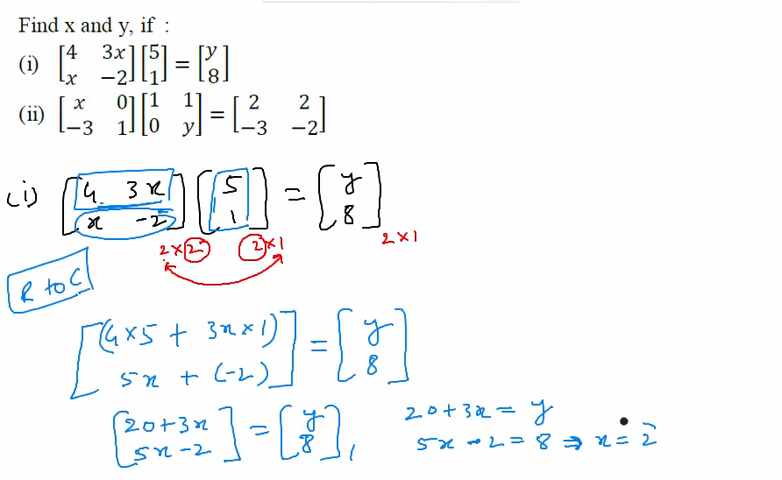 Find x and y, if :
(i) [4 3x; x −2] [5; 1] = [y; 8]
(ii) [x 0; −3 1] [1 1; 0 y] = [2 2; −3 −2]
(i) [4 3x; x −2] [5; 1] = [y; 8]
2×2 2×1 2×1
R to C
[(4×5 + 3x×1); 5x + (−2)] = [y; 8]
[20+3x; 5x−2] = [y; 8],
20+3x = y
5x − 2 = 8 ⇒ x = 2